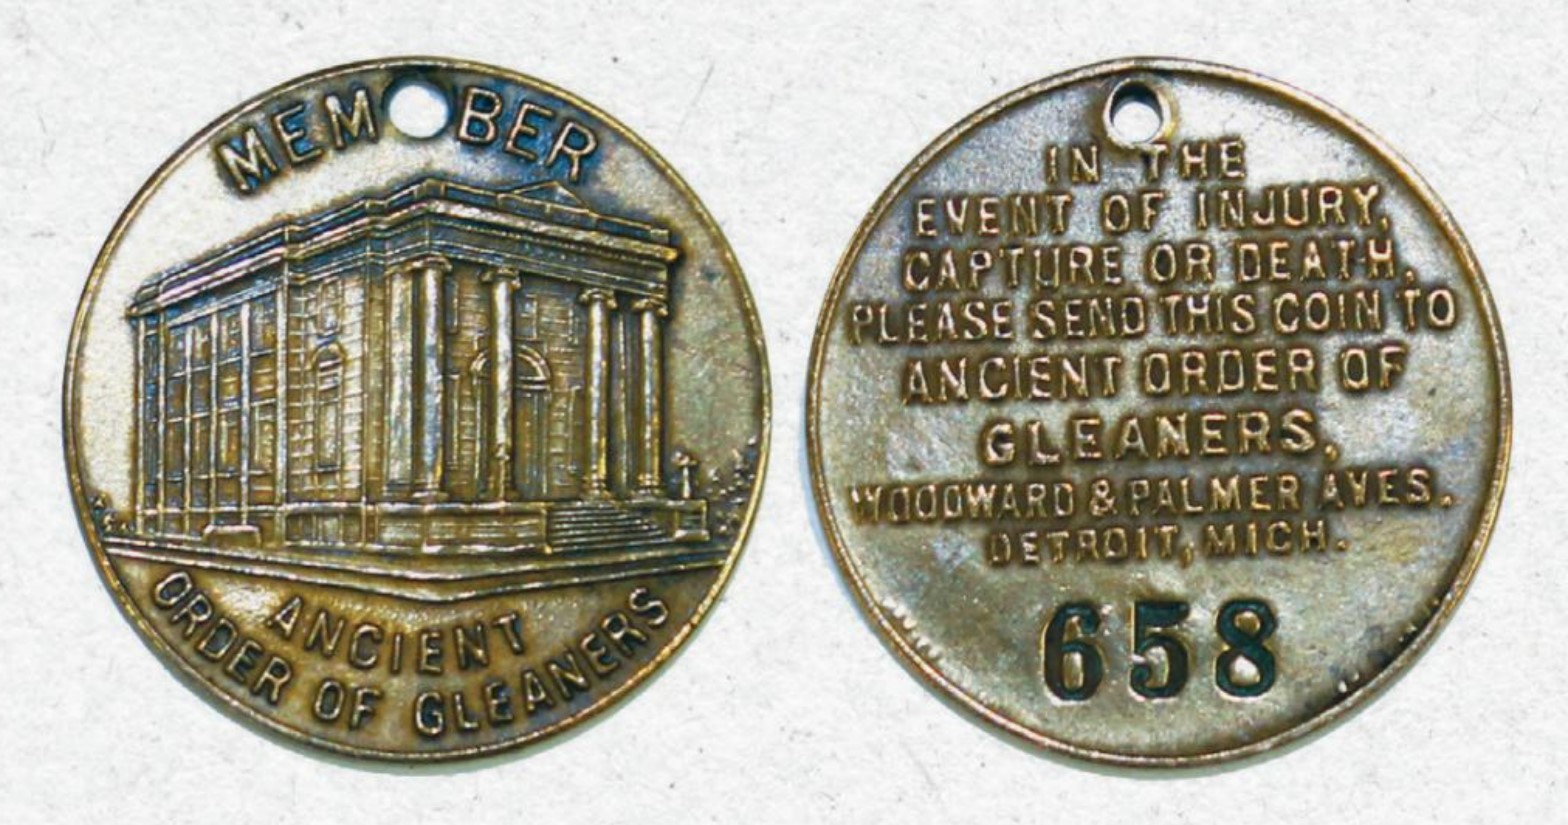 MEMBER
ANCIENT
ORDER OF GLEANERS
IN THE
EVENT OF INJURY,
CAPTURE OR DEATH,
PLEASE SEND THIS COIN TO
ANCIENT ORDER OF
GLEANERS,
WOODWARD & PALMER AVES.
DETROIT, MICH.
658